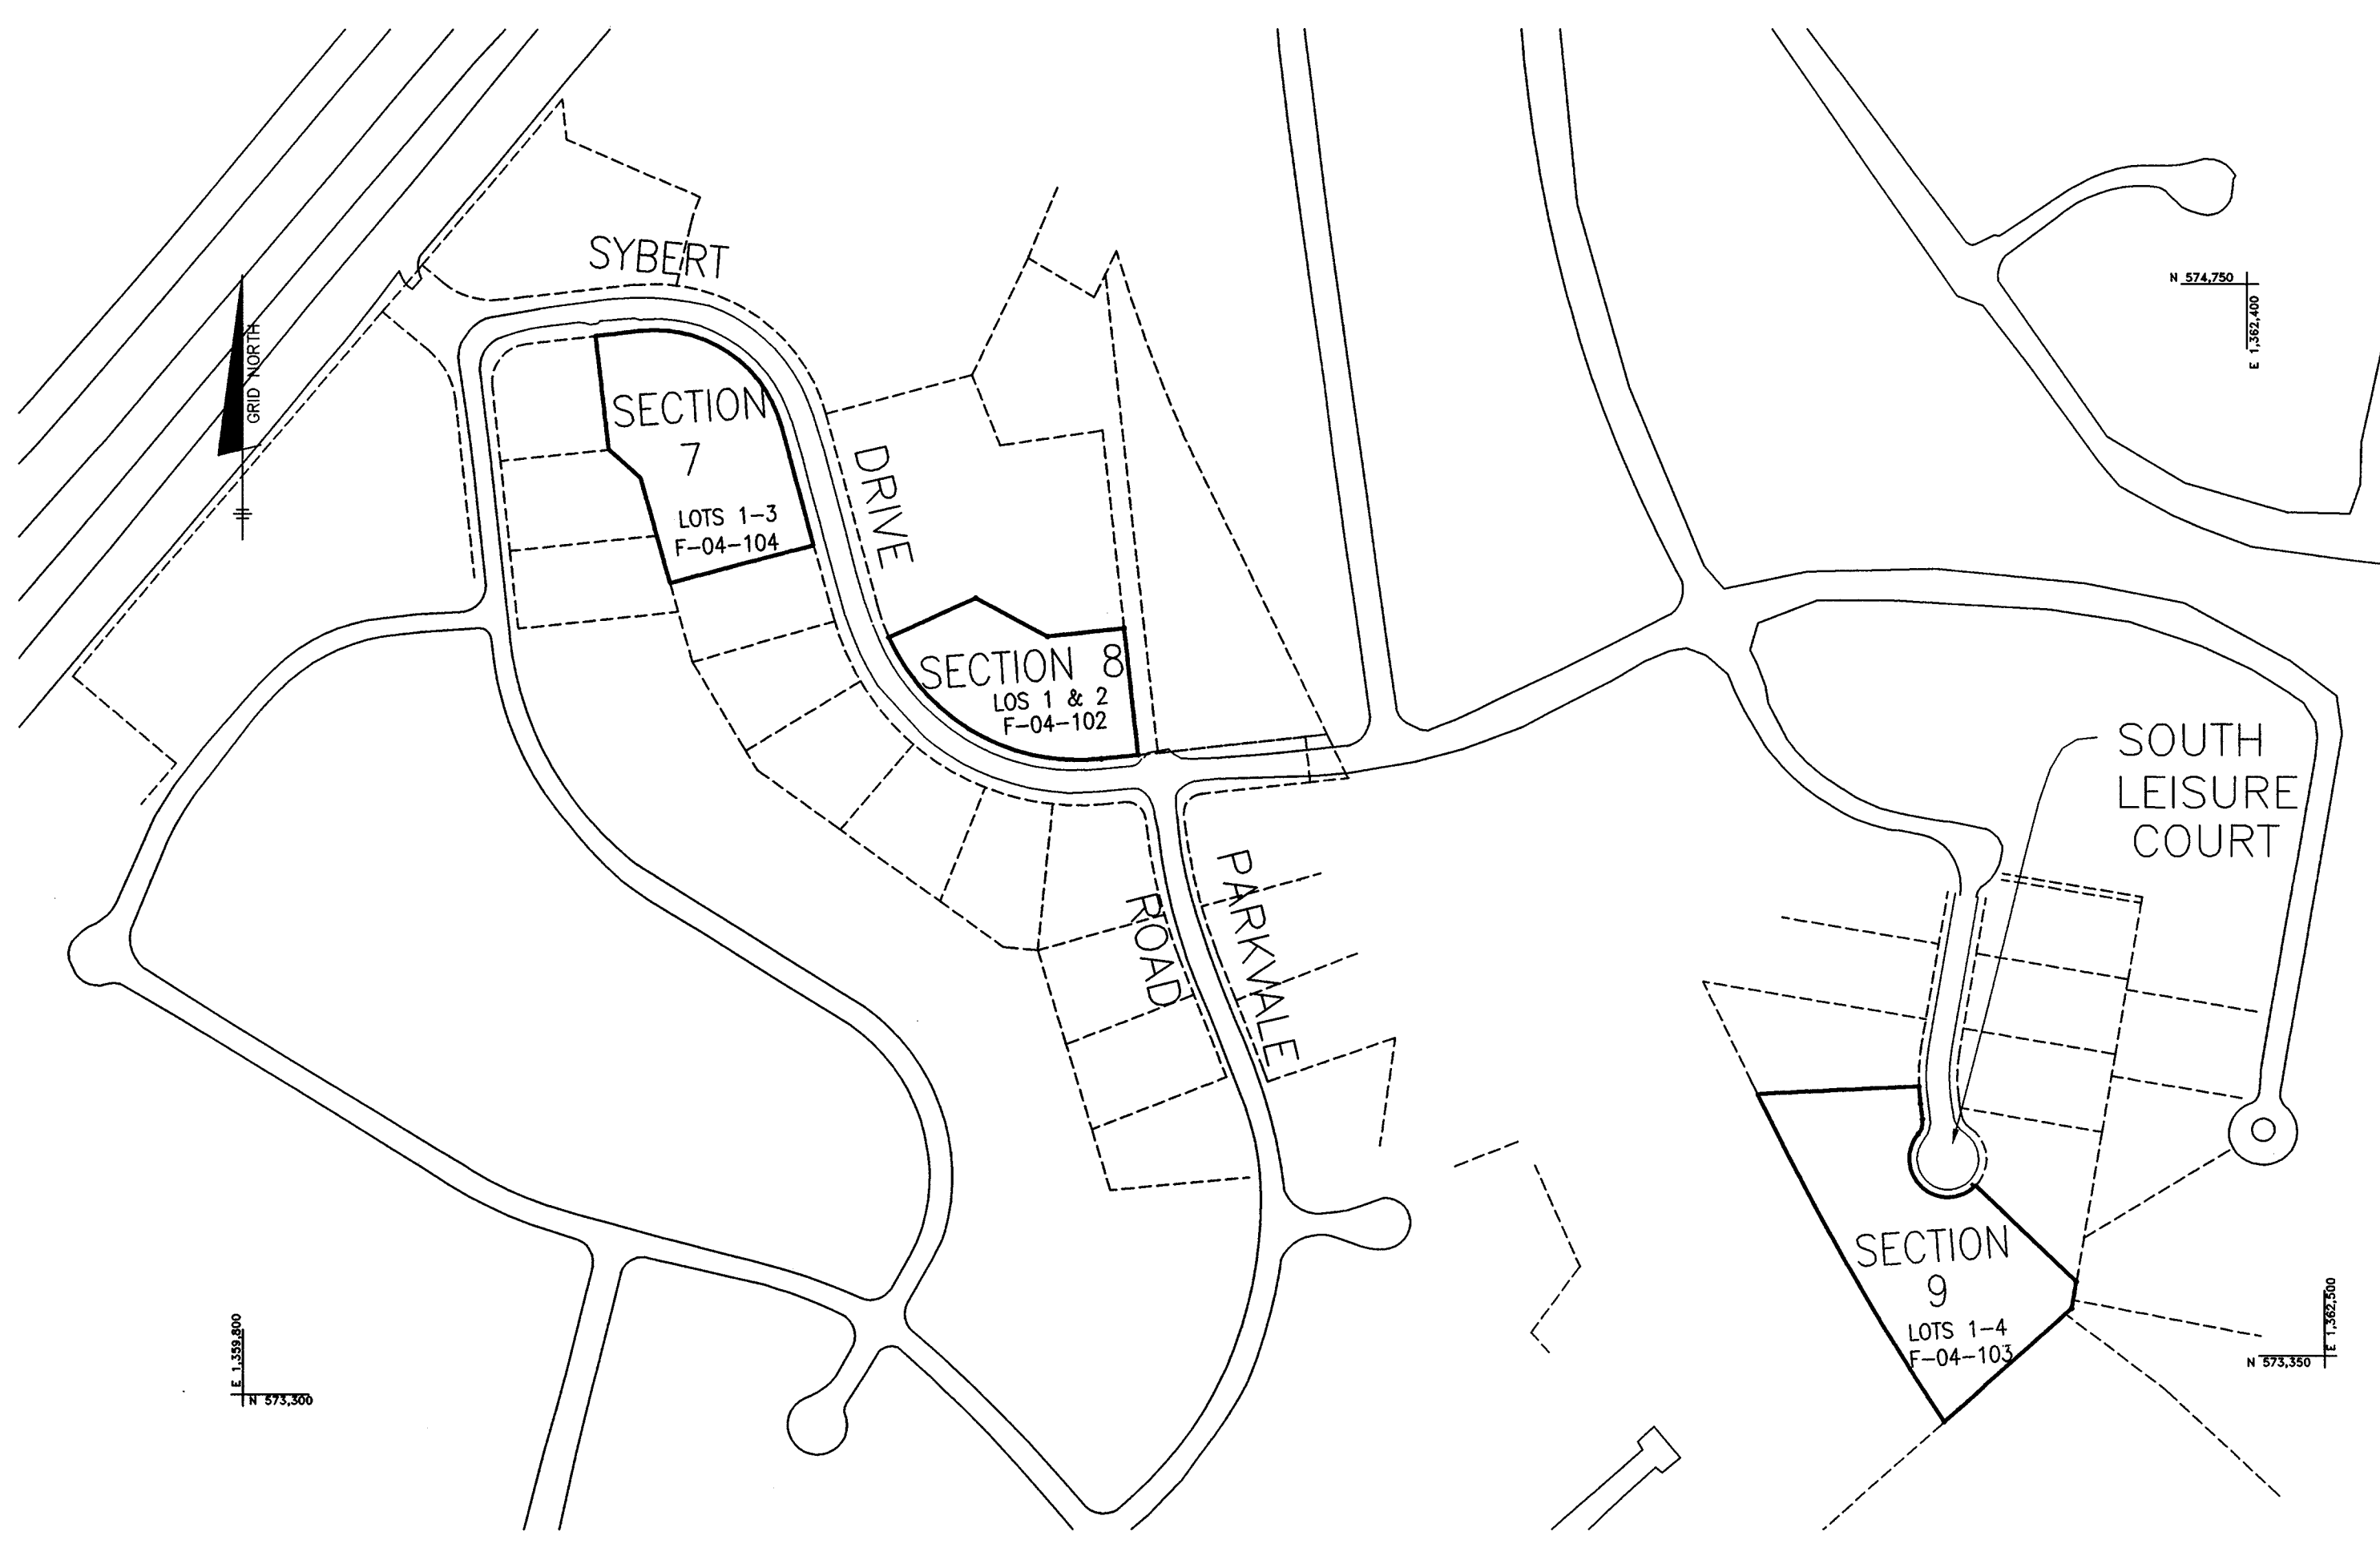 SYBERT
DRIVE
N 574,750
E 1,362,400
GRID NORTH
SECTION
7
LOTS 1-3
F-04-104
SECTION 8
LOS 1 & 2
F-04-102
SOUTH
LEISURE
COURT
PARKVALE
ROAD
SECTION
9
LOTS 1-4
F-04-103
E 1,359,800
N 573,300
E 1,362,500
N 573,350